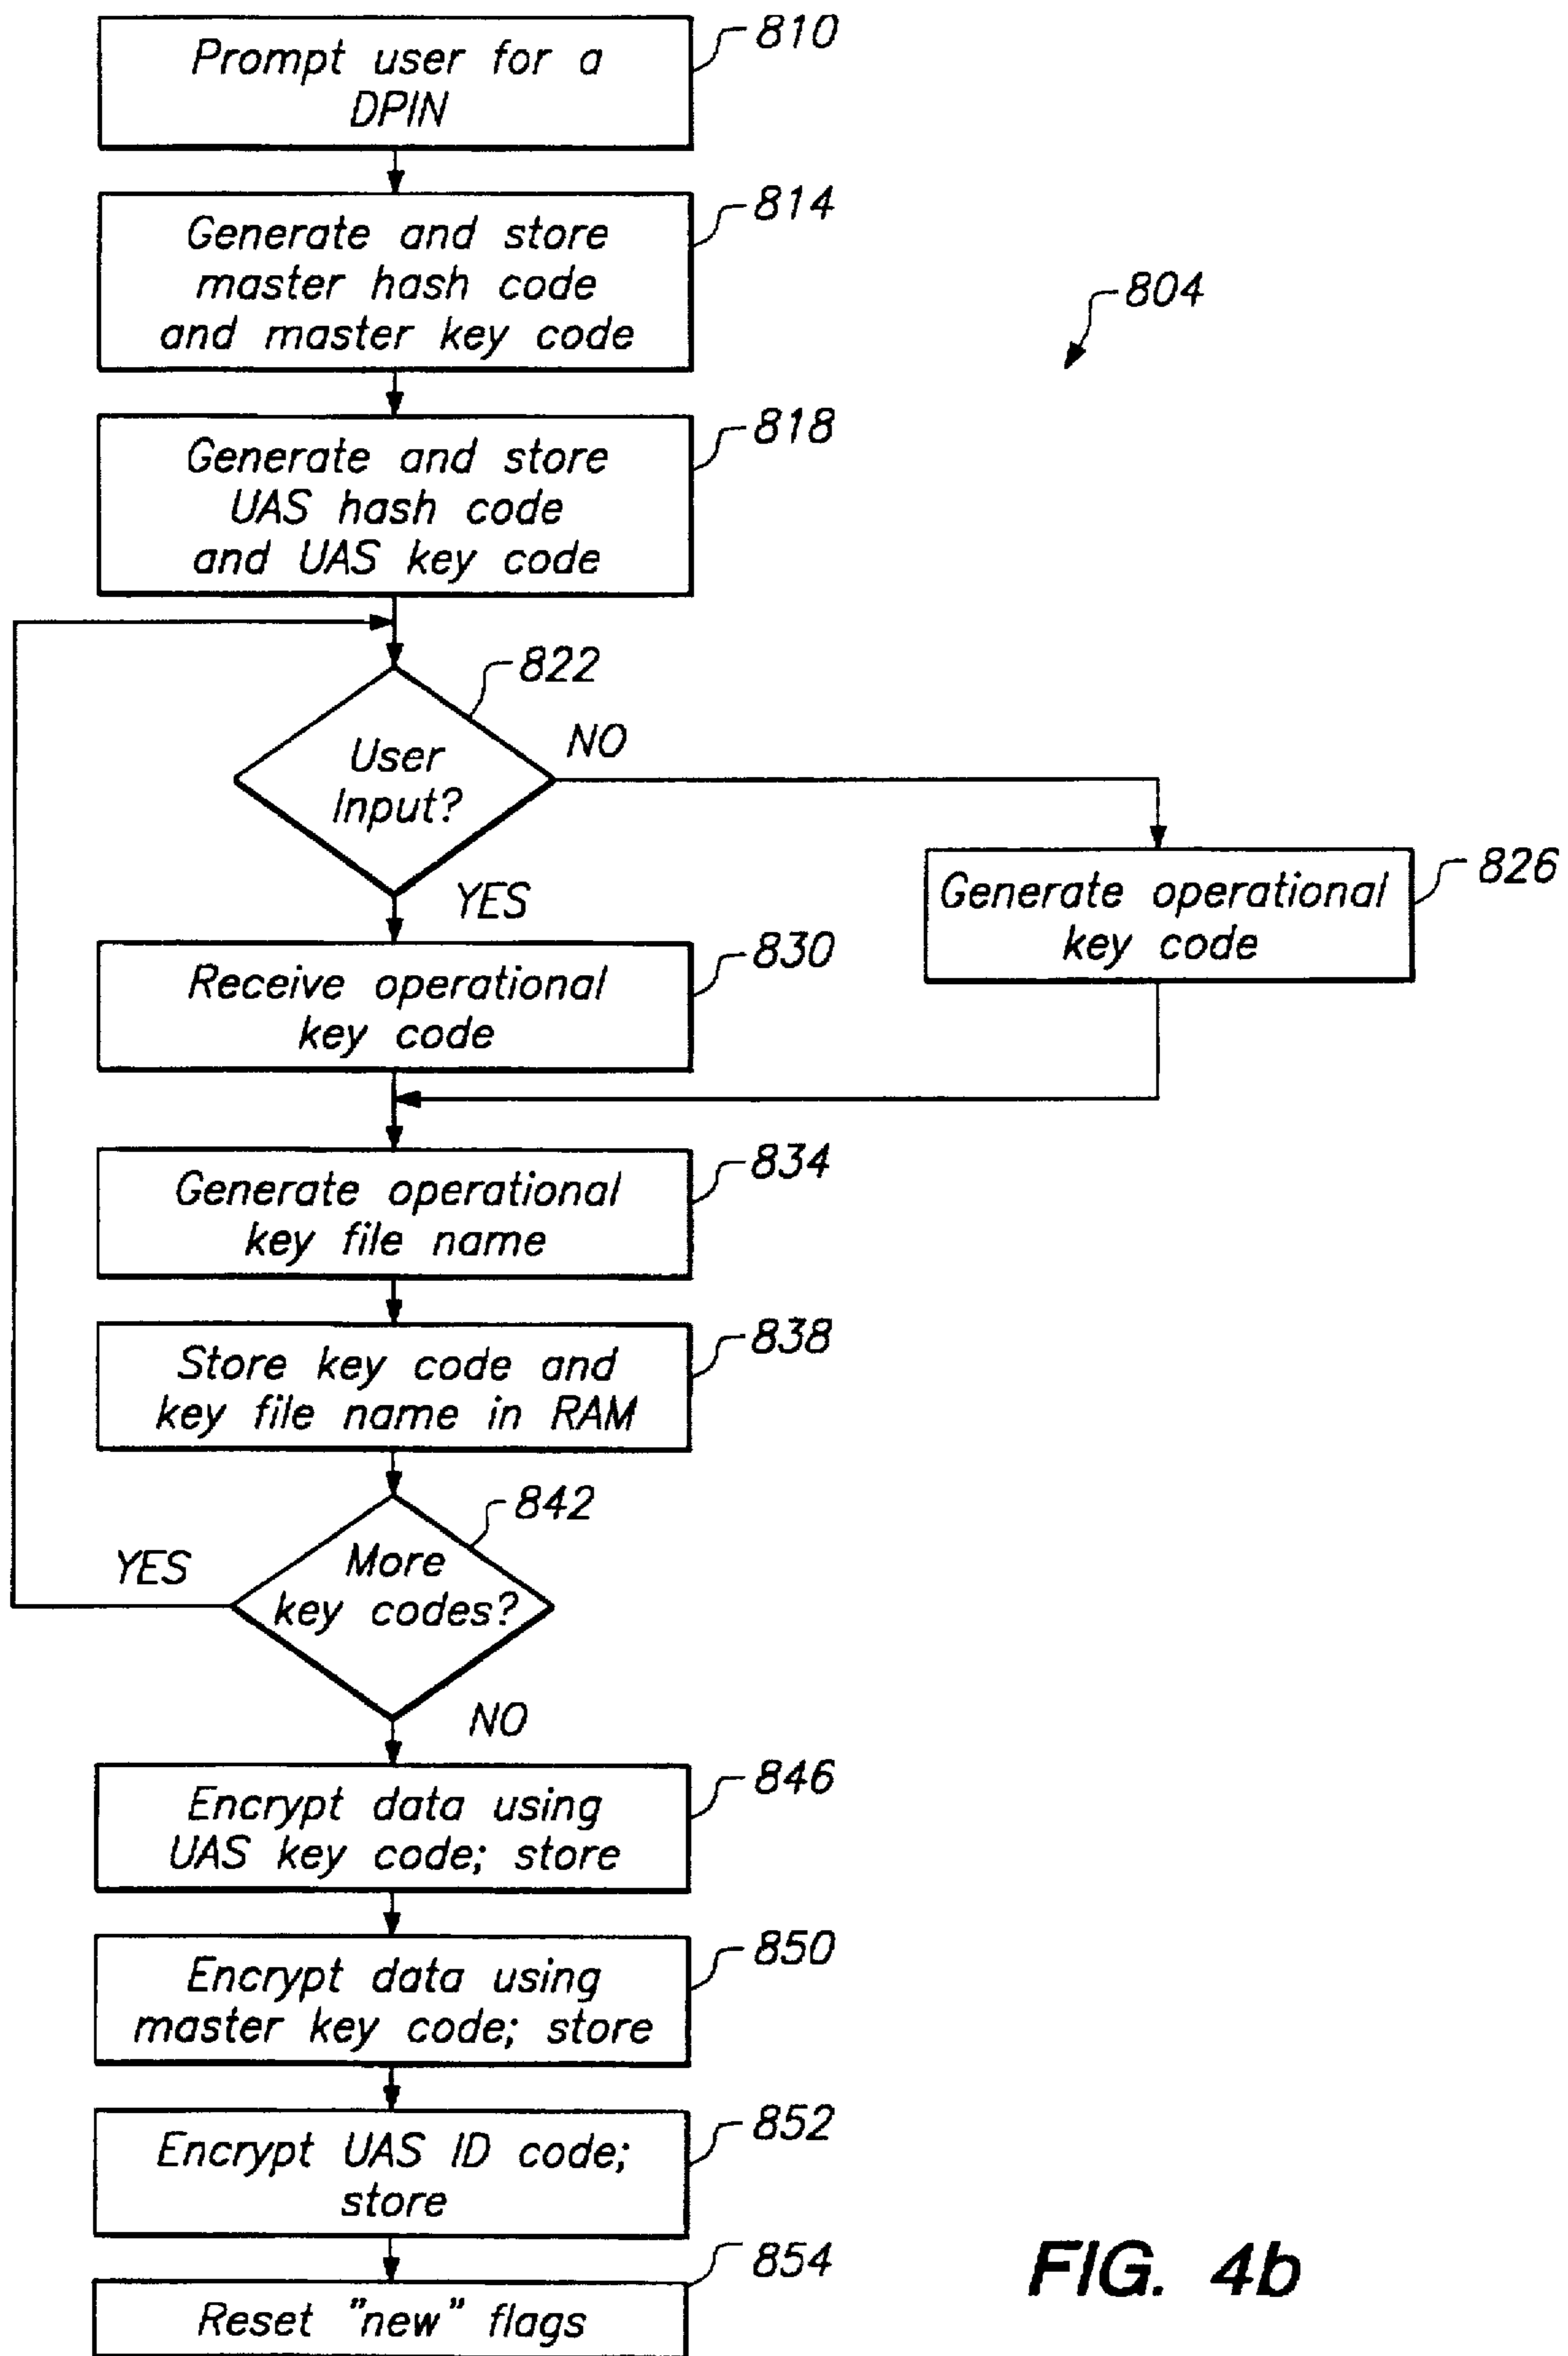 Prompt user for a
DPIN
810
Generate and store
master hash code
and master key code
814
804
Generate and store
UAS hash code
and UAS key code
818
User
Input?
822
NO
YES
Generate operational
key code
826
Receive operational
key code
830
Generate operational
key file name
834
Store key code and
key file name in RAM
838
More
key codes?
842
YES
NO
Encrypt data using
UAS key code; store
846
Encrypt data using
master key code; store
850
Encrypt UAS ID code;
store
852
Reset "new" flags
854
FIG. 4b